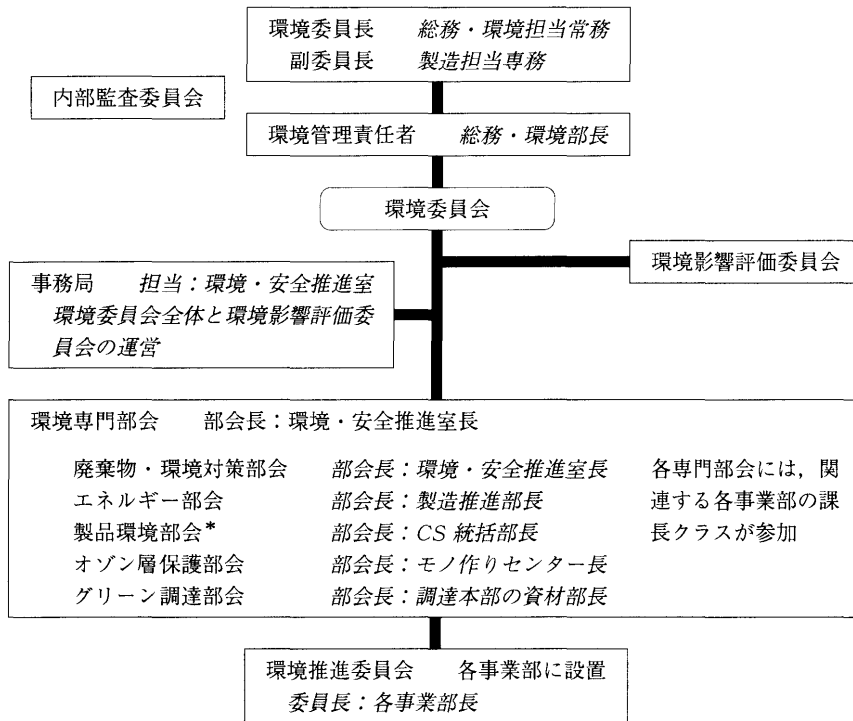 環境委員長　総務・環境担当常務
副委員長　製造担当専務
内部監査委員会
環境管理責任者　総務・環境部長
環境委員会
環境影響評価委員会
事務局　担当：環境・安全推進室
環境委員会全体と環境影響評価委
員会の運営
環境専門部会　部会長：環境・安全推進室長
廃棄物・環境対策部会　部会長：環境・安全推進室長
エネルギー部会　部会長：製造推進部長
製品環境部会*　部会長：CS 統括部長
オゾン層保護部会　部会長：モノ作りセンター長
グリーン調達部会　部会長：調達本部の資材部長
各専門部会には，関
連する各事業部の課
長クラスが参加
環境推進委員会　各事業部に設置
委員長：各事業部長